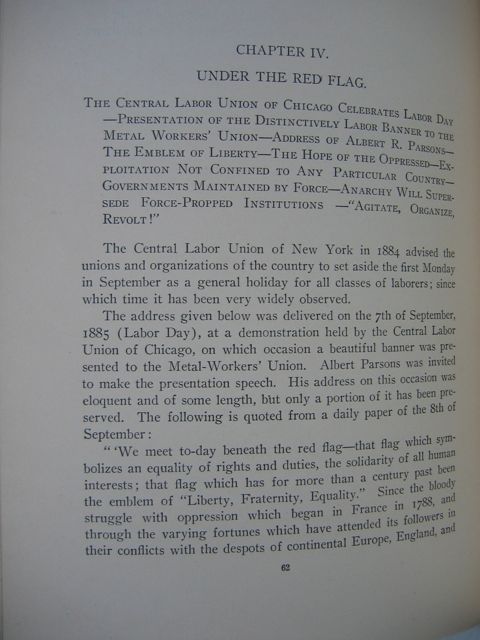 CHAPTER IV.
UNDER THE RED FLAG.
THE CENTRAL LABOR UNION OF CHICAGO CELEBRATES LABOR DAY
—PRESENTATION OF THE DISTINCTIVELY LABOR BANNER TO THE
METAL WORKERS' UNION—ADDRESS OF ALBERT R. PARSONS—
THE EMBLEM OF LIBERTY—THE HOPE OF THE OPPRESSED—EX-
PLOITATION NOT CONFINED TO ANY PARTICULAR COUNTRY—
GOVERNMENTS MAINTAINED BY FORCE—ANARCHY WILL SUPER-
SEDE FORCE-PROPPED INSTITUTIONS —"AGITATE, ORGANIZE,
REVOLT!"
The Central Labor Union of New York in 1884 advised the
unions and organizations of the country to set aside the first Monday
in September as a general holiday for all classes of laborers; since
which time it has been very widely observed.
The address given below was delivered on the 7th of September,
1885 (Labor Day), at a demonstration held by the Central Labor
Union of Chicago, on which occasion a beautiful banner was pre-
sented to the Metal-Workers' Union. Albert Parsons was invited
to make the presentation speech. His address on this occasion was
eloquent and of some length, but only a portion of it has been pre-
served. The following is quoted from a daily paper of the 8th of
September:
"'We meet to-day beneath the red flag—that flag which sym-
bolizes an equality of rights and duties, the solidarity of all human
interests; that flag which has for more than a century past been
the emblem of "Liberty, Fraternity, Equality." Since the bloody
struggle with oppression which began in France in 1788, and
through the varying fortunes which have attended its followers in
their conflicts with the despots of continental Europe, England, and
62